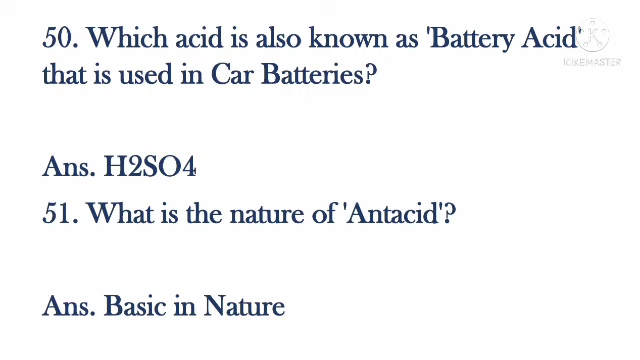 50. Which acid is also known as 'Battery Acid'
that is used in Car Batteries?
Ans. H2SO4
51. What is the nature of 'Antacid'?
Ans. Basic in Nature
K
KINEMASTER